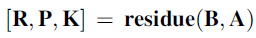 [R, P, K] = residue(B, A)